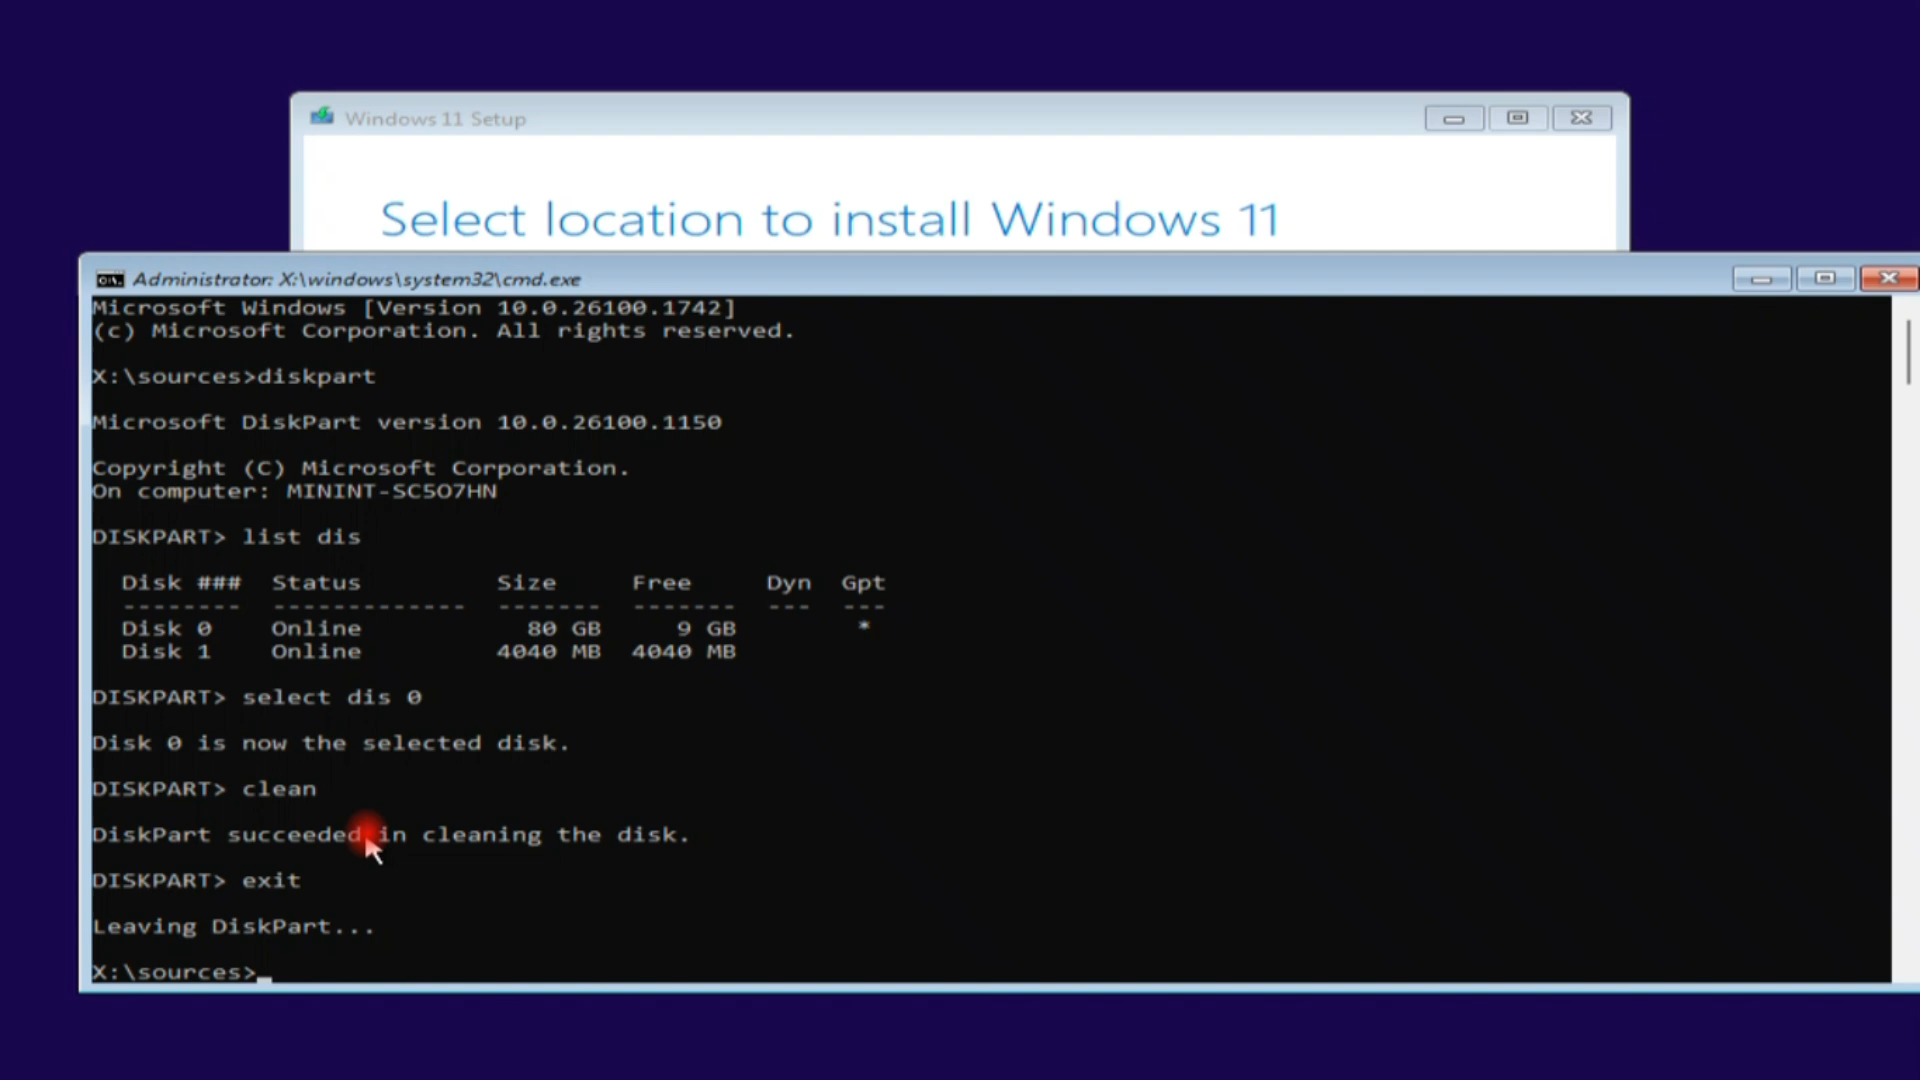 Windows 11 Setup
Select location to install Windows 11
Administrator: X:\windows\system32\cmd.exe
Microsoft Windows [Version 10.0.26100.1742]
(c) Microsoft Corporation. All rights reserved.
X:\sources>diskpart
Microsoft DiskPart version 10.0.26100.1150
Copyright (C) Microsoft Corporation.
On computer: MININT-SC5O7HN
DISKPART> list dis
Disk ### Status Size Free Dyn Gpt
-------- ------------- ------- ------- --- ---
Disk 0 Online 80 GB 9 GB *
Disk 1 Online 4040 MB 4040 MB
DISKPART> select dis 0
Disk 0 is now the selected disk.
DISKPART> clean
DiskPart succeeded in cleaning the disk.
DISKPART> exit
Leaving DiskPart...
X:\sources>_